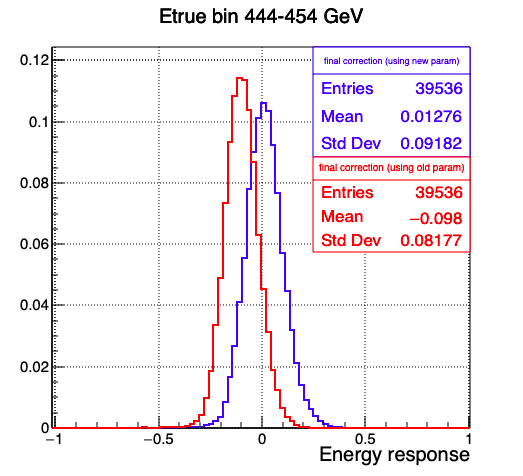 Etrue bin 444-454 GeV
0.12
0.1
0.08
0.06
0.04
0.02
0
−1
−0.5
0
0.5
1
Energy response
final correction (using new param)
Entries 39536
Mean 0.01276
Std Dev 0.09182
final correction (using old param)
Entries 39536
Mean −0.098
Std Dev 0.08177